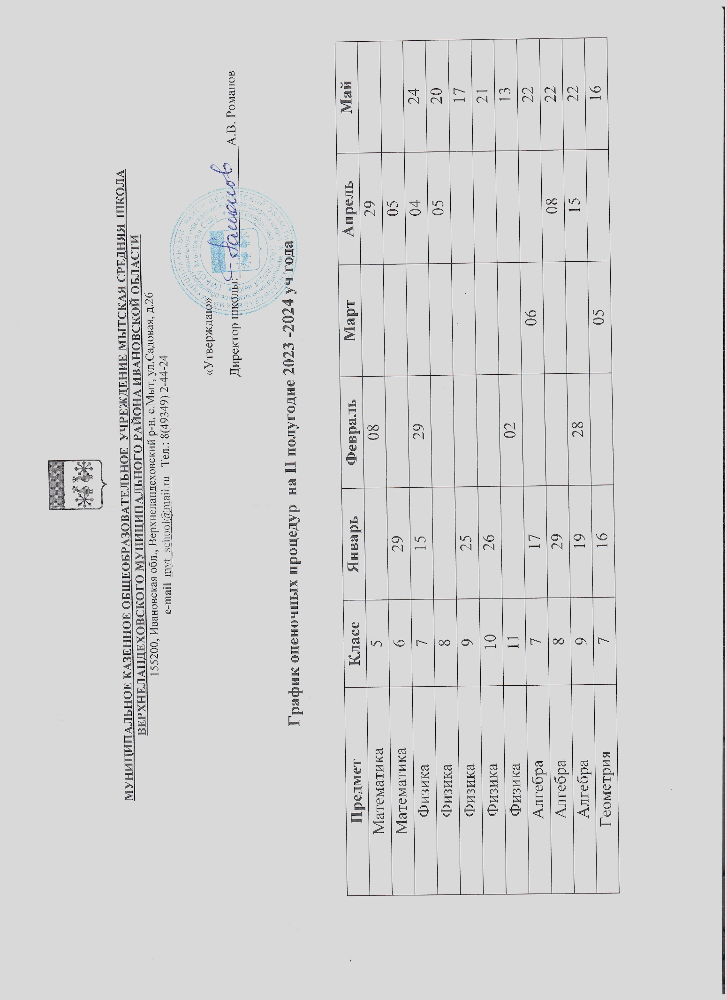 МУНИЦИПАЛЬНОЕ КАЗЕННОЕ ОБЩЕОБРАЗОВАТЕЛЬНОЕ УЧРЕЖДЕНИЕ МЫТСКАЯ СРЕДНЯЯ ШКОЛА
ВЕРХНЕЛАНДЕХОВСКОГО МУНИЦИПАЛЬНОГО РАЙОНА ИВАНОВСКОЙ ОБЛАСТИ
155200, Ивановская обл., Верхнеландеховский р-н, с.Мыт, ул.Садовая, д.26
e-mail myt_school@mail.ru Тел.: 8(49349) 2-44-24
«Утверждаю»
Директор школы: А.В. Романов
(МКОУ Мытская СШ)
График оценочных процедур на II полугодие 2023 -2024 уч года
Предмет Класс Январь Февраль Март Апрель Май
Математика 5 08 29
Математика 6 29 05
Физика 7 15 29 04 24
Физика 8 05 20
Физика 9 25 17
Физика 10 26 21
Физика 11 02 13
Алгебра 7 17 06 22
Алгебра 8 29 08 22
Алгебра 9 19 28 15 22
Геометрия 7 16 05 16